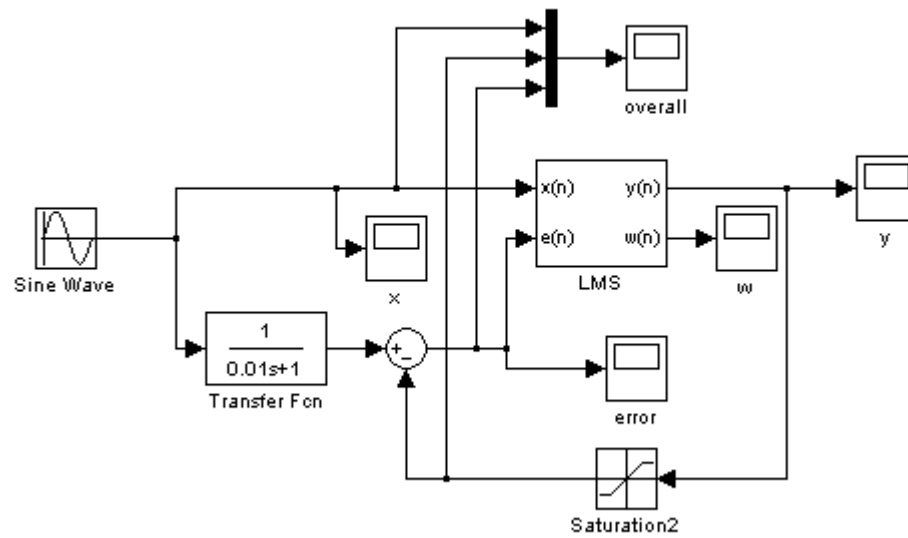 overall
x(n)
y(n)
e(n)
w(n)
LMS
y
w
Sine Wave
x
1
0.01s+1
Transfer Fcn
+
−
error
Saturation2